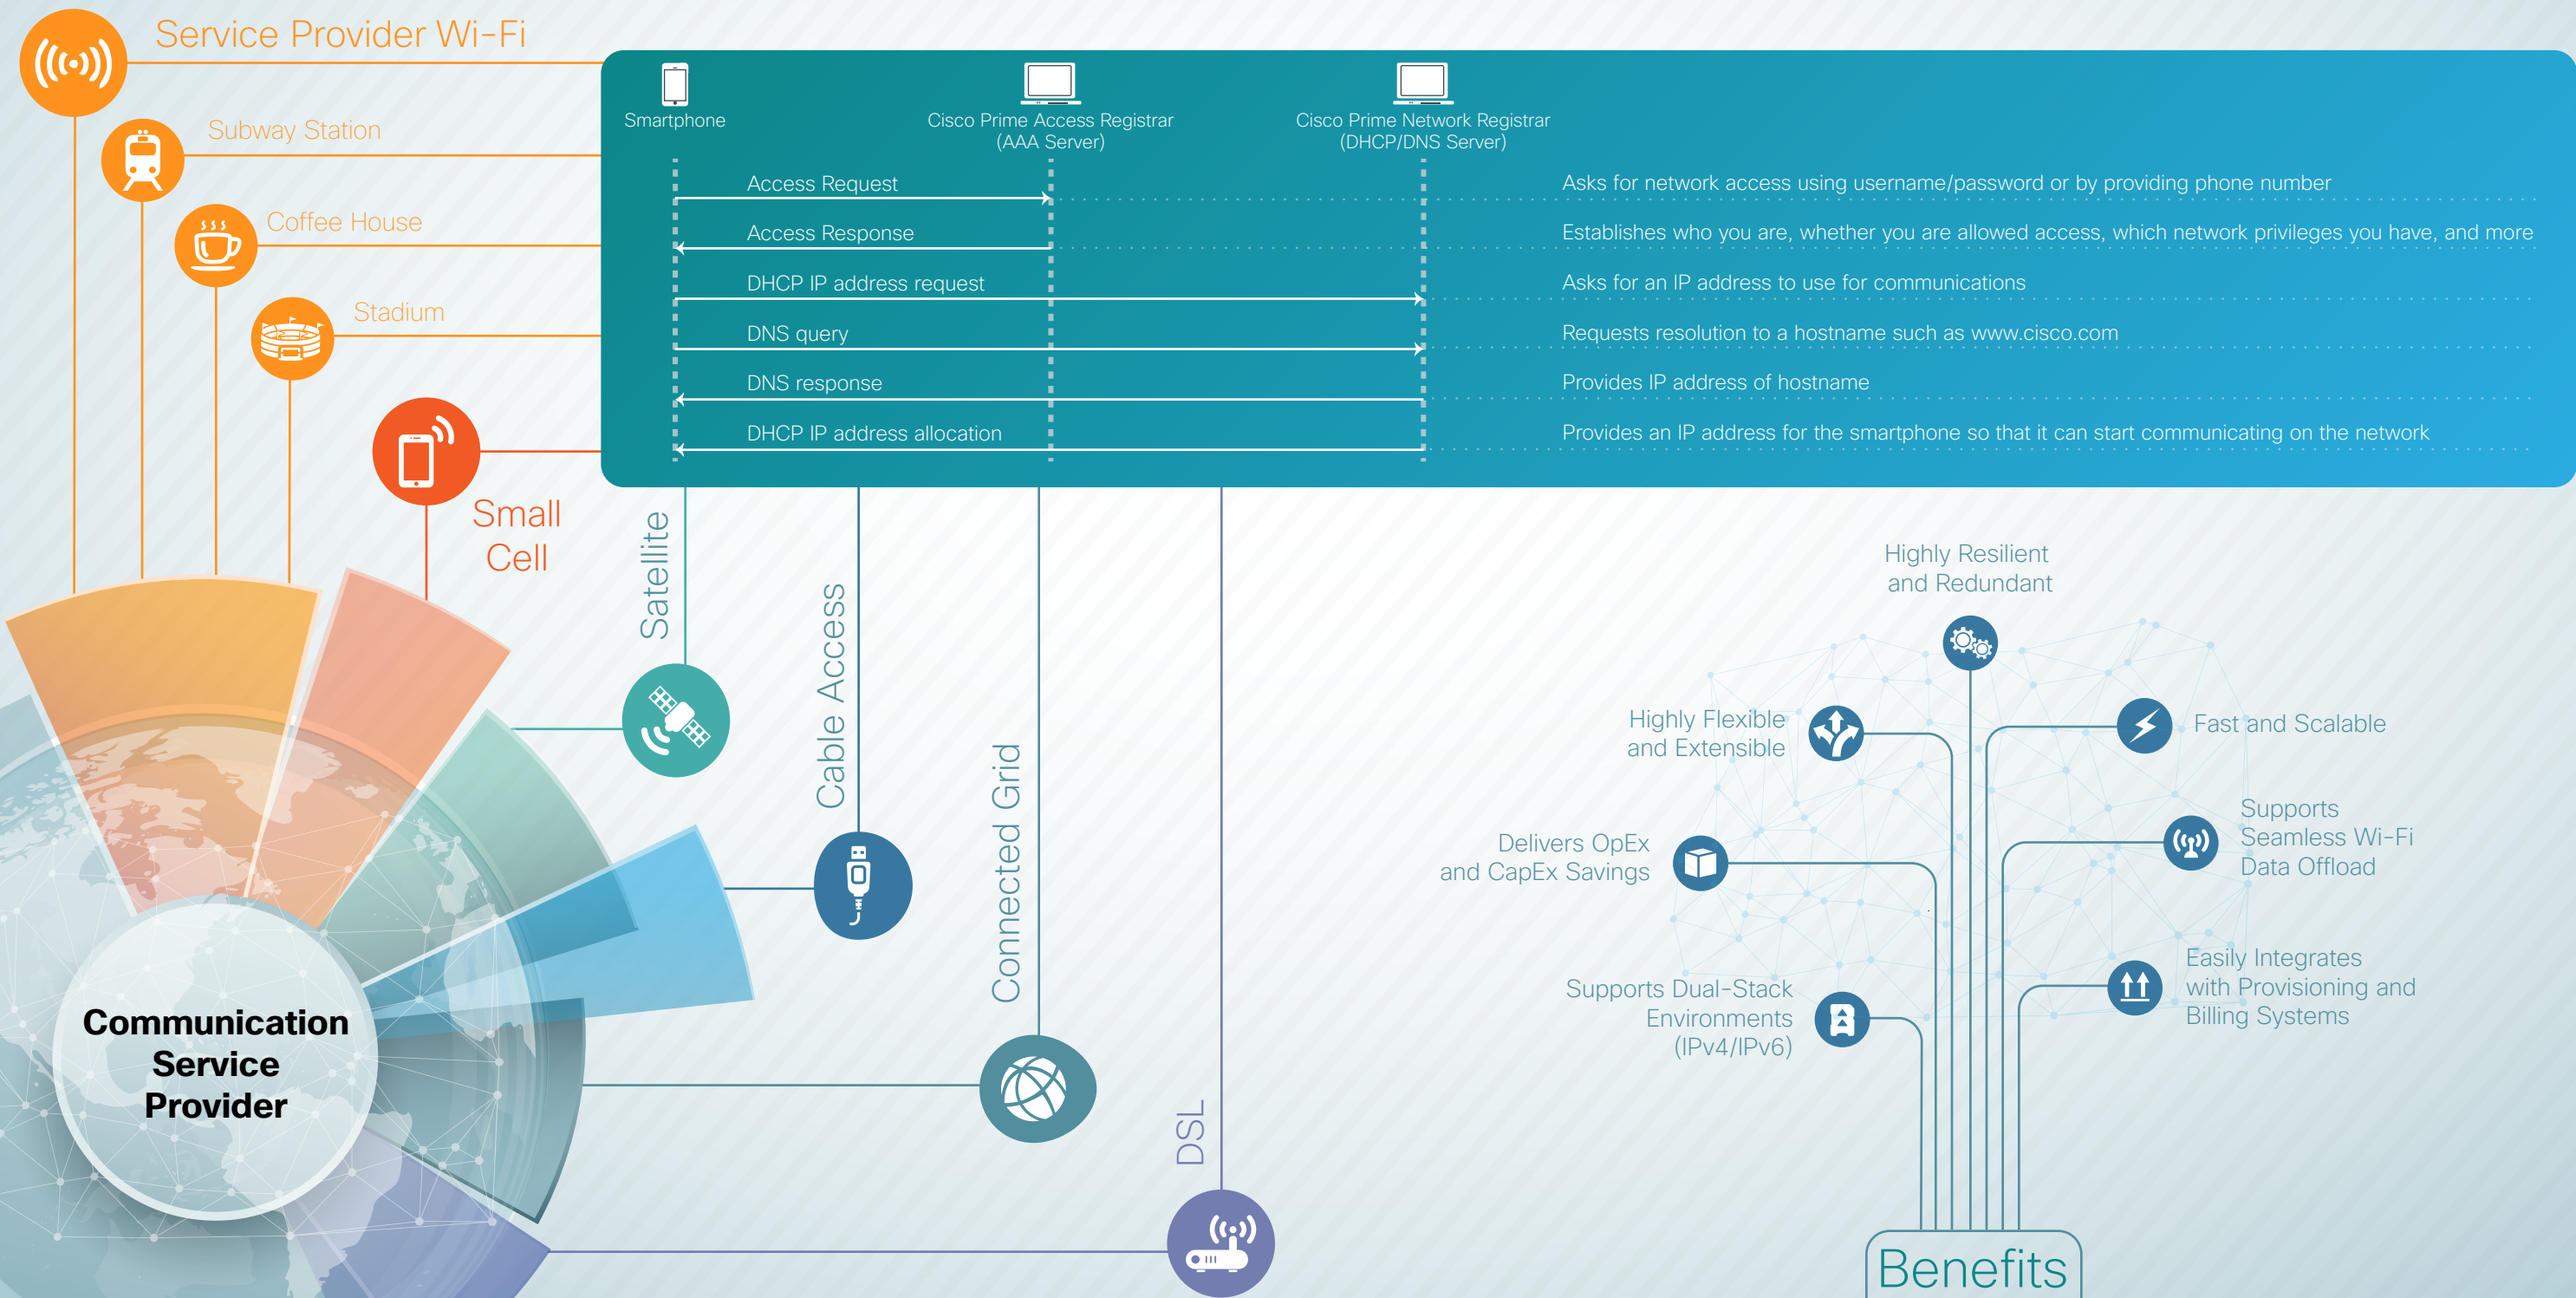 Service Provider Wi-Fi
Subway Station
Coffee House
Stadium
Small
Cell
Smartphone
Cisco Prime Access Registrar
(AAA Server)
Cisco Prime Network Registrar
(DHCP/DNS Server)
Access Request
Asks for network access using username/password or by providing phone number
Access Response
Establishes who you are, whether you are allowed access, which network privileges you have, and more
DHCP IP address request
Asks for an IP address to use for communications
DNS query
Requests resolution to a hostname such as www.cisco.com
DNS response
Provides IP address of hostname
DHCP IP address allocation
Provides an IP address for the smartphone so that it can start communicating on the network
Satellite
Cable Access
Connected Grid
DSL
Communication
Service
Provider
Highly Resilient
and Redundant
Highly Flexible
and Extensible
Fast and Scalable
Delivers OpEx
and CapEx Savings
Supports
Seamless Wi-Fi
Data Offload
Supports Dual-Stack
Environments
(IPv4/IPv6)
Easily Integrates
with Provisioning and
Billing Systems
Benefits